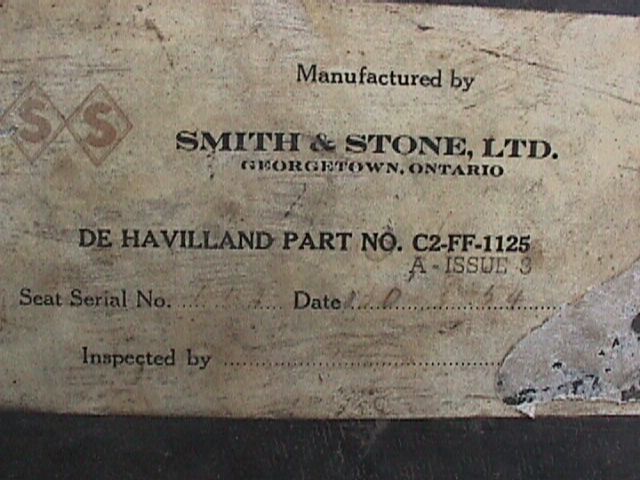 Manufactured by
SS
SMITH & STONE, LTD.
GEORGETOWN, ONTARIO
DE HAVILLAND PART NO. C2-FF-1125
A-ISSUE 3
Seat Serial No. Date
Inspected by